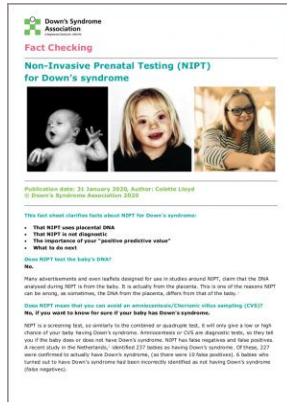 Down's Syndrome
Association
Fact Checking
Non-Invasive Prenatal Testing (NIPT)
for Down's syndrome
Publication date: 31 January 2020, Author: Colette Lloyd
© Down's Syndrome Association 2020
This fact sheet clarifies facts about NIPT for Down's syndrome:
• That NIPT uses placental DNA
• That NIPT is not diagnostic
• The importance of your "positive predictive value"
• What to do next
Does NIPT test the baby's DNA?
No.
Many advertisements and even leaflets designed for use in studies around NIPT, claim that the DNA
analysed during NIPT is from the baby. It is actually from the placenta. This is one of the reasons NIPT
can be wrong, as sometimes, the DNA from the placenta, differs from that of the baby.
Does NIPT mean that you can avoid an amniocentesis/Chorionic villus sampling (CVS)?
No, if you want to know for sure if your baby has Down's syndrome.
NIPT is a screening test, so similarly to the combined or quadruple test, it will only give a low or high
chance of your baby having Down's syndrome. Amniocentesis or CVS are diagnostic tests, so they tell
you if the baby does or does not have Down's syndrome. NIPT has false negatives and false positives.
A recent study in the Netherlands, identified 237 babies as having Down's syndrome. Of these, 227
were confirmed to actually have Down's syndrome, (so there were 10 false positives). 6 babies who
turned out to have Down's syndrome had been incorrectly identified as not having Down's syndrome
(false negatives).